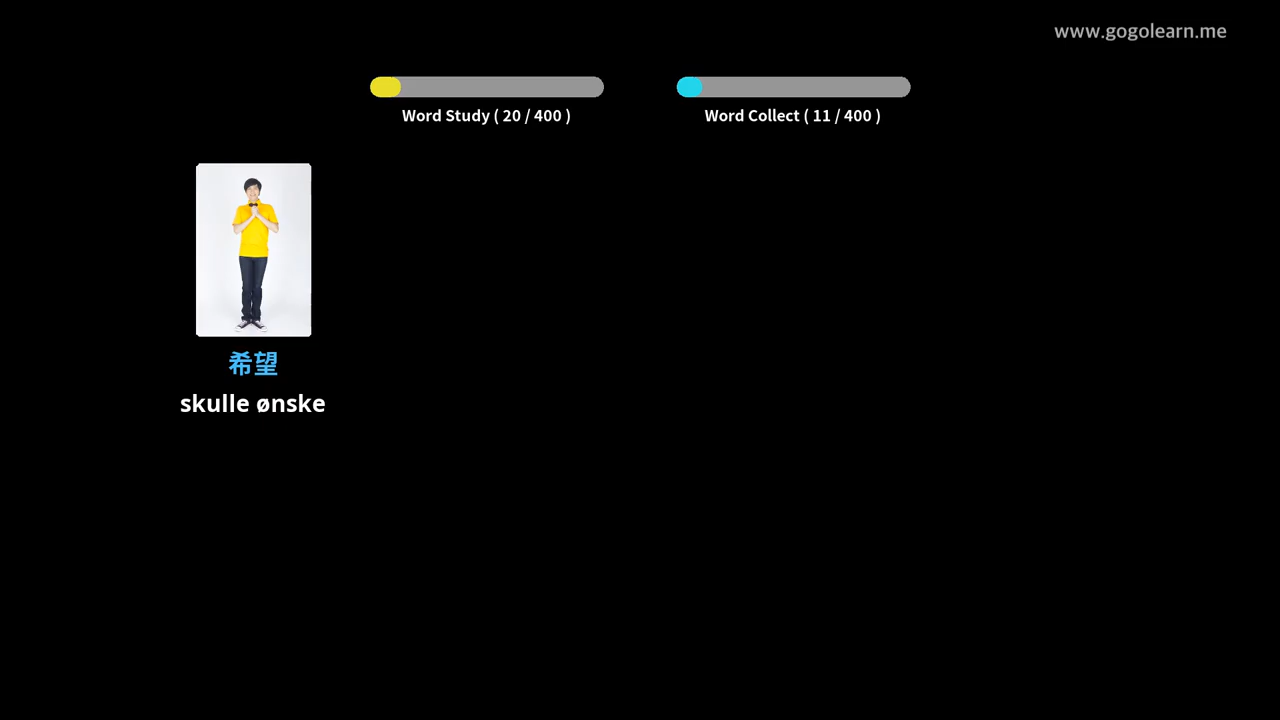 www.gogolearn.me
Word Study ( 20 / 400 )
Word Collect ( 11 / 400 )
希望
skulle ønske